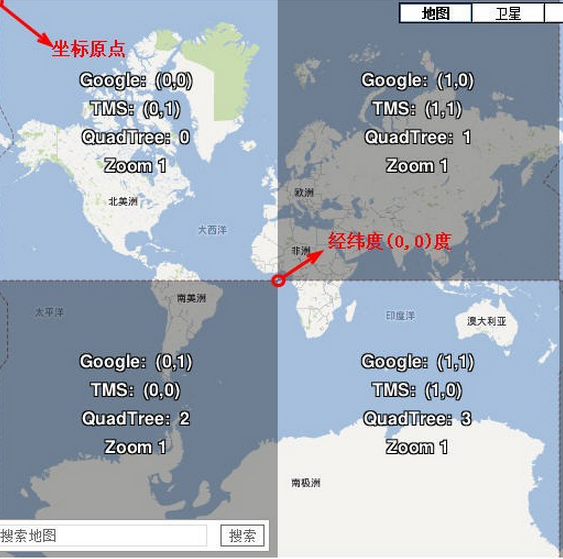 地图 卫星
坐标原点
Google: (0,0)
TMS: (0,1)
QuadTree: 0
Zoom 1
Google: (1,0)
TMS: (1,1)
QuadTree: 1
Zoom 1
欧洲
北美洲
大西洋
经纬度(0,0)度
非洲
南美洲
太平洋
印度洋
澳大利亚
Google: (0,1)
TMS: (0,0)
QuadTree: 2
Zoom 1
Google: (1,1)
TMS: (1,0)
QuadTree: 3
Zoom 1
南极洲
搜索地图 搜索